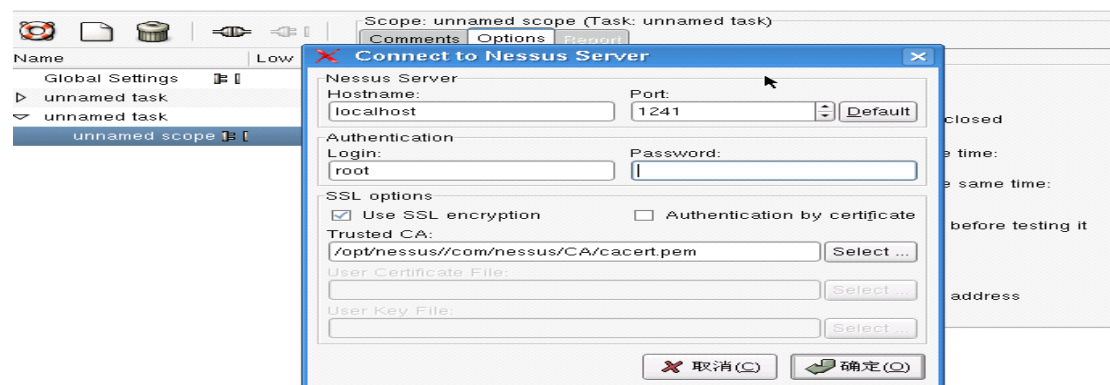 Scope: unnamed scope (Task: unnamed task)
Comments Options Report
Name Low
Global Settings
unnamed task
unnamed task
unnamed scope
Connect to Nessus Server
Nessus Server
Hostname: Port:
localhost 1241 Default
Authentication
Login: Password:
root
SSL options
Use SSL encryption Authentication by certificate
Trusted CA:
/opt/nessus//com/nessus/CA/cacert.pem Select ...
User Certificate File:
Select ...
User Key File:
Select ...
取消(C) 确定(O)
closed
time:
same time:
before testing it
address